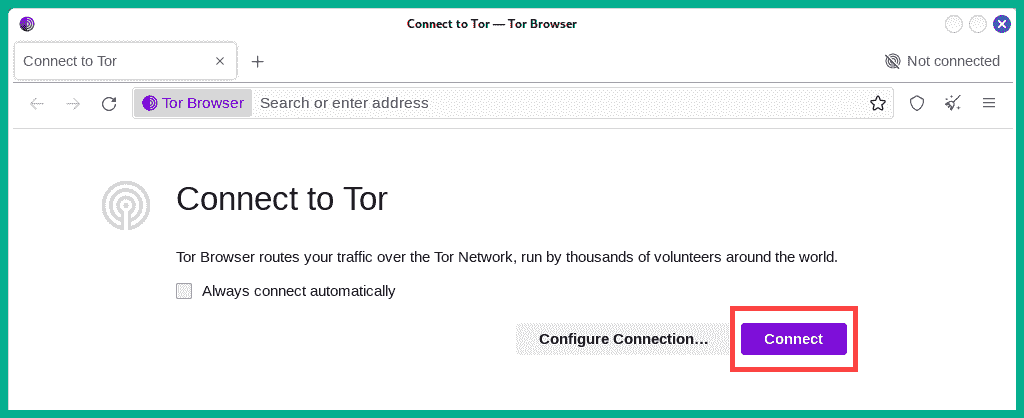 Connect to Tor — Tor Browser
Connect to Tor
Not connected
Tor Browser Search or enter address
Connect to Tor
Tor Browser routes your traffic over the Tor Network, run by thousands of volunteers around the world.
Always connect automatically
Configure Connection… Connect